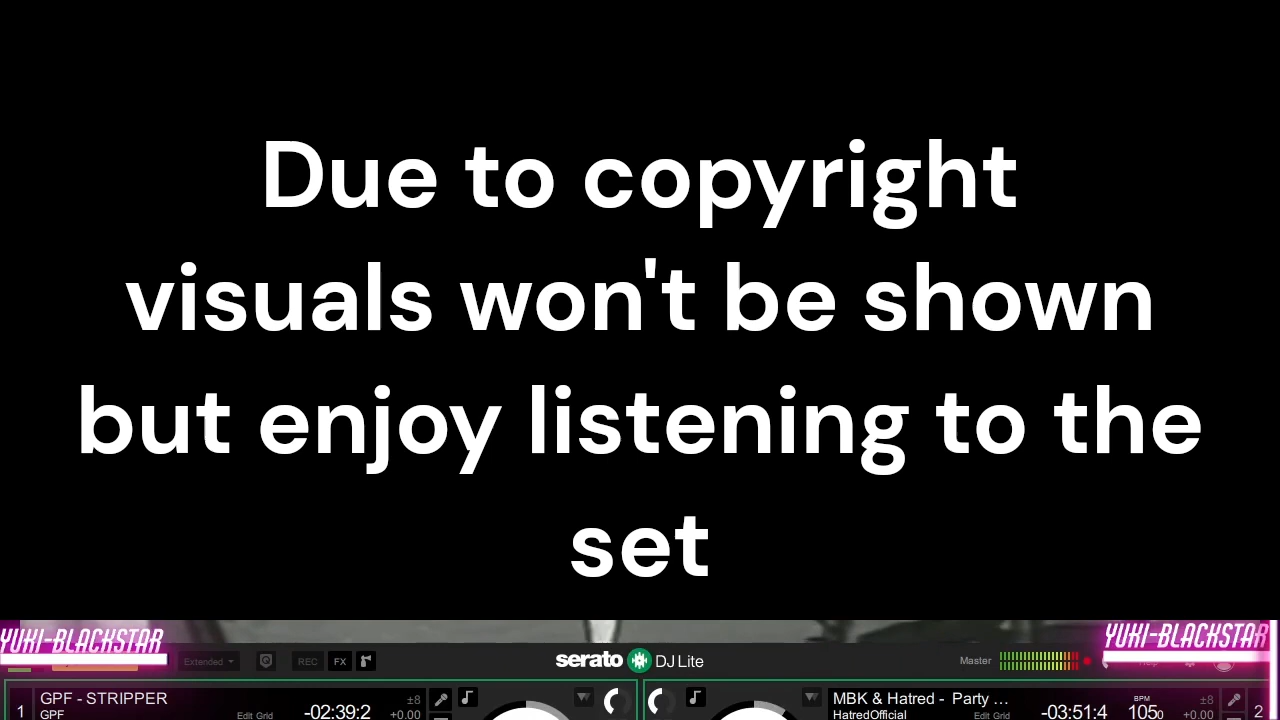 Due to copyright
visuals won't be shown
but enjoy listening to the
set
YUKI-BLACKSTAR
YUKI-BLACKSTAR
Extended
REC
FX
serato DJ Lite
Master
Help
1
GPF - STRIPPER
GPF
Edit Grid
-02:39:2
±8
+0.00
MBK & Hatred - Party ...
HatredOfficial
Edit Grid
-03:51:4
BPM
105.0
±8
+0.00
2